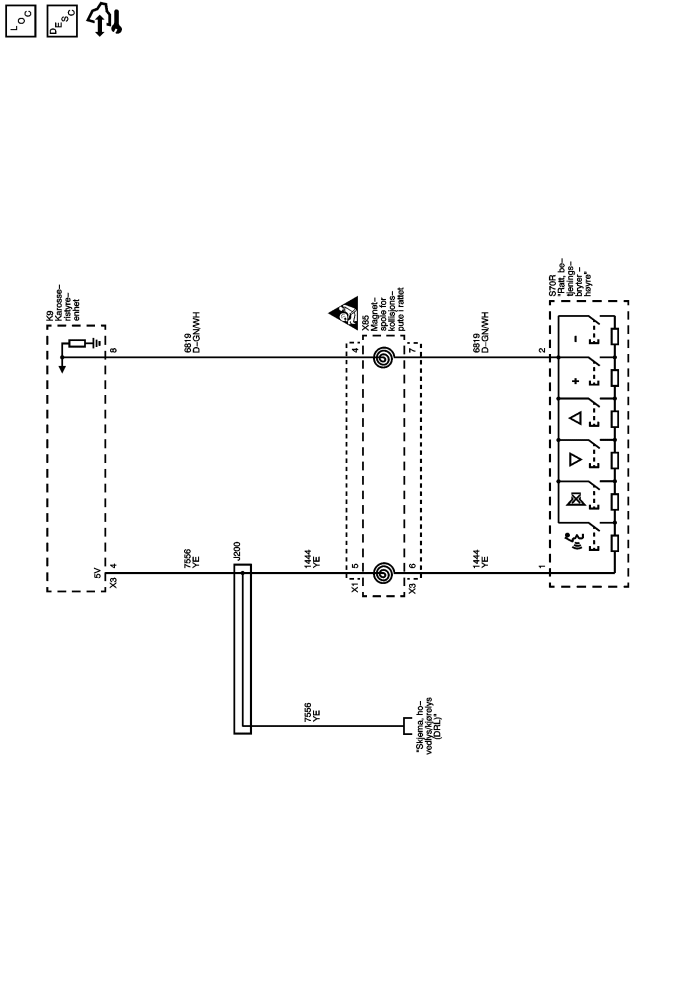 LOC
DESC
K9
Karosse–
ristyre–
enhet
8
6819
D–GN/WH
X85
Magnet–
spole for
kollisjons–
pute i rattet
4
7
6819
D–GN/WH
2
S70R
"Ratt, be–
tjenings–
bryter –
høyre"
–
+
5V
4
X3
7556
YE
J200
1444
YE
5
X1
6
X3
1444
YE
1
7556
YE
"Skjema, ho–
vedlys/kjørelys
(DRL)"